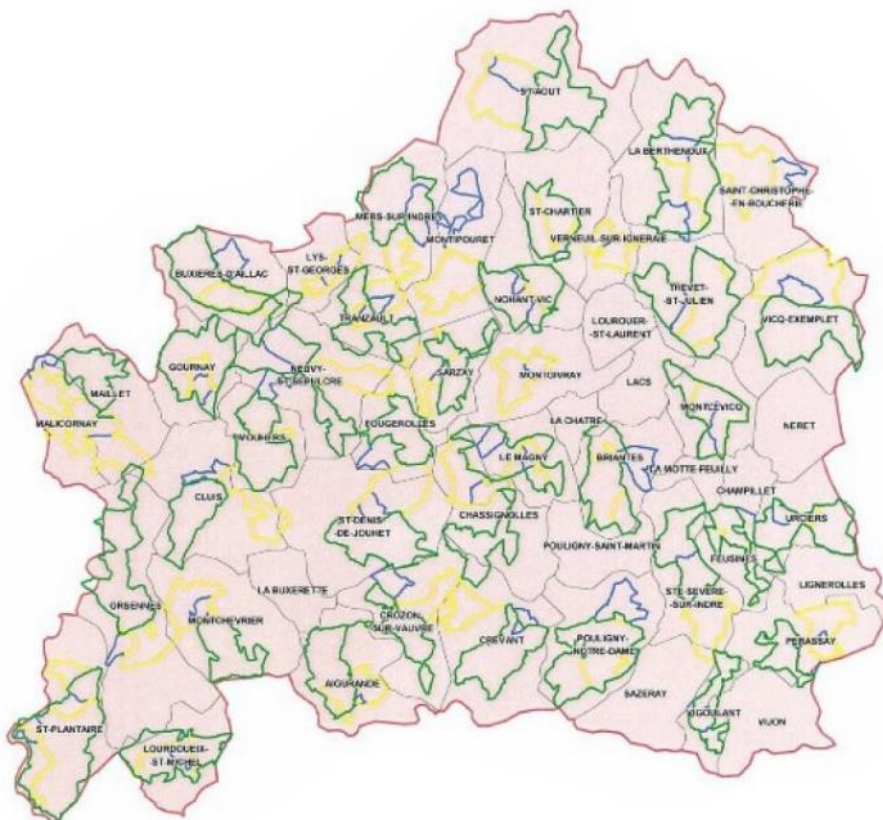 ST-AOUT
LA BERTHENOUX
SAINT-CHRISTOPHE-
-EN-BOUCHERIE
MERS-SUR-INDRE
ST-CHARTIER
MONTIPOURET
VERNEUIL-SUR-IGNERAIE
LYS-
ST-GEORGES
BUXIERES-D'AILLAC
TRANZAULT
NOHANT-VIC
THEVET-
-ST-JULIEN
VICQ-EXEMPLET
LOUROUER-
-ST-LAURENT
GOURNAY
NEUVY-
ST-SEPULCRE
SARZAY
MONTGIVRAY
LACS
MAILLET
MALICORNAY
MONTLEVICQ
NERET
MOUHERS
FOUGEROLLES
LA CHATRE
LE MAGNY
BRIANTES
LA MOTTE-FEUILLY
CHAMPILLET
CLUIS
ST-DENIS
-DE-JOUHET
CHASSIGNOLLES
URCIERS
POULIGNY-SAINT-MARTIN
FEUSINES
LIGNEROLLES
LA BUXERETTE
STE-SEVERE-
-SUR-INDRE
ORSENNES
MONTCHEVRIER
CROZON-
SUR-VAUVRE
CREVANT
POULIGNY-
-NOTRE-DAME
PERASSAY
AIGURANDE
SAZERAY
VIGOULANT
VIJON
ST-PLANTAIRE
LOURDOUEIX-
-ST-MICHEL